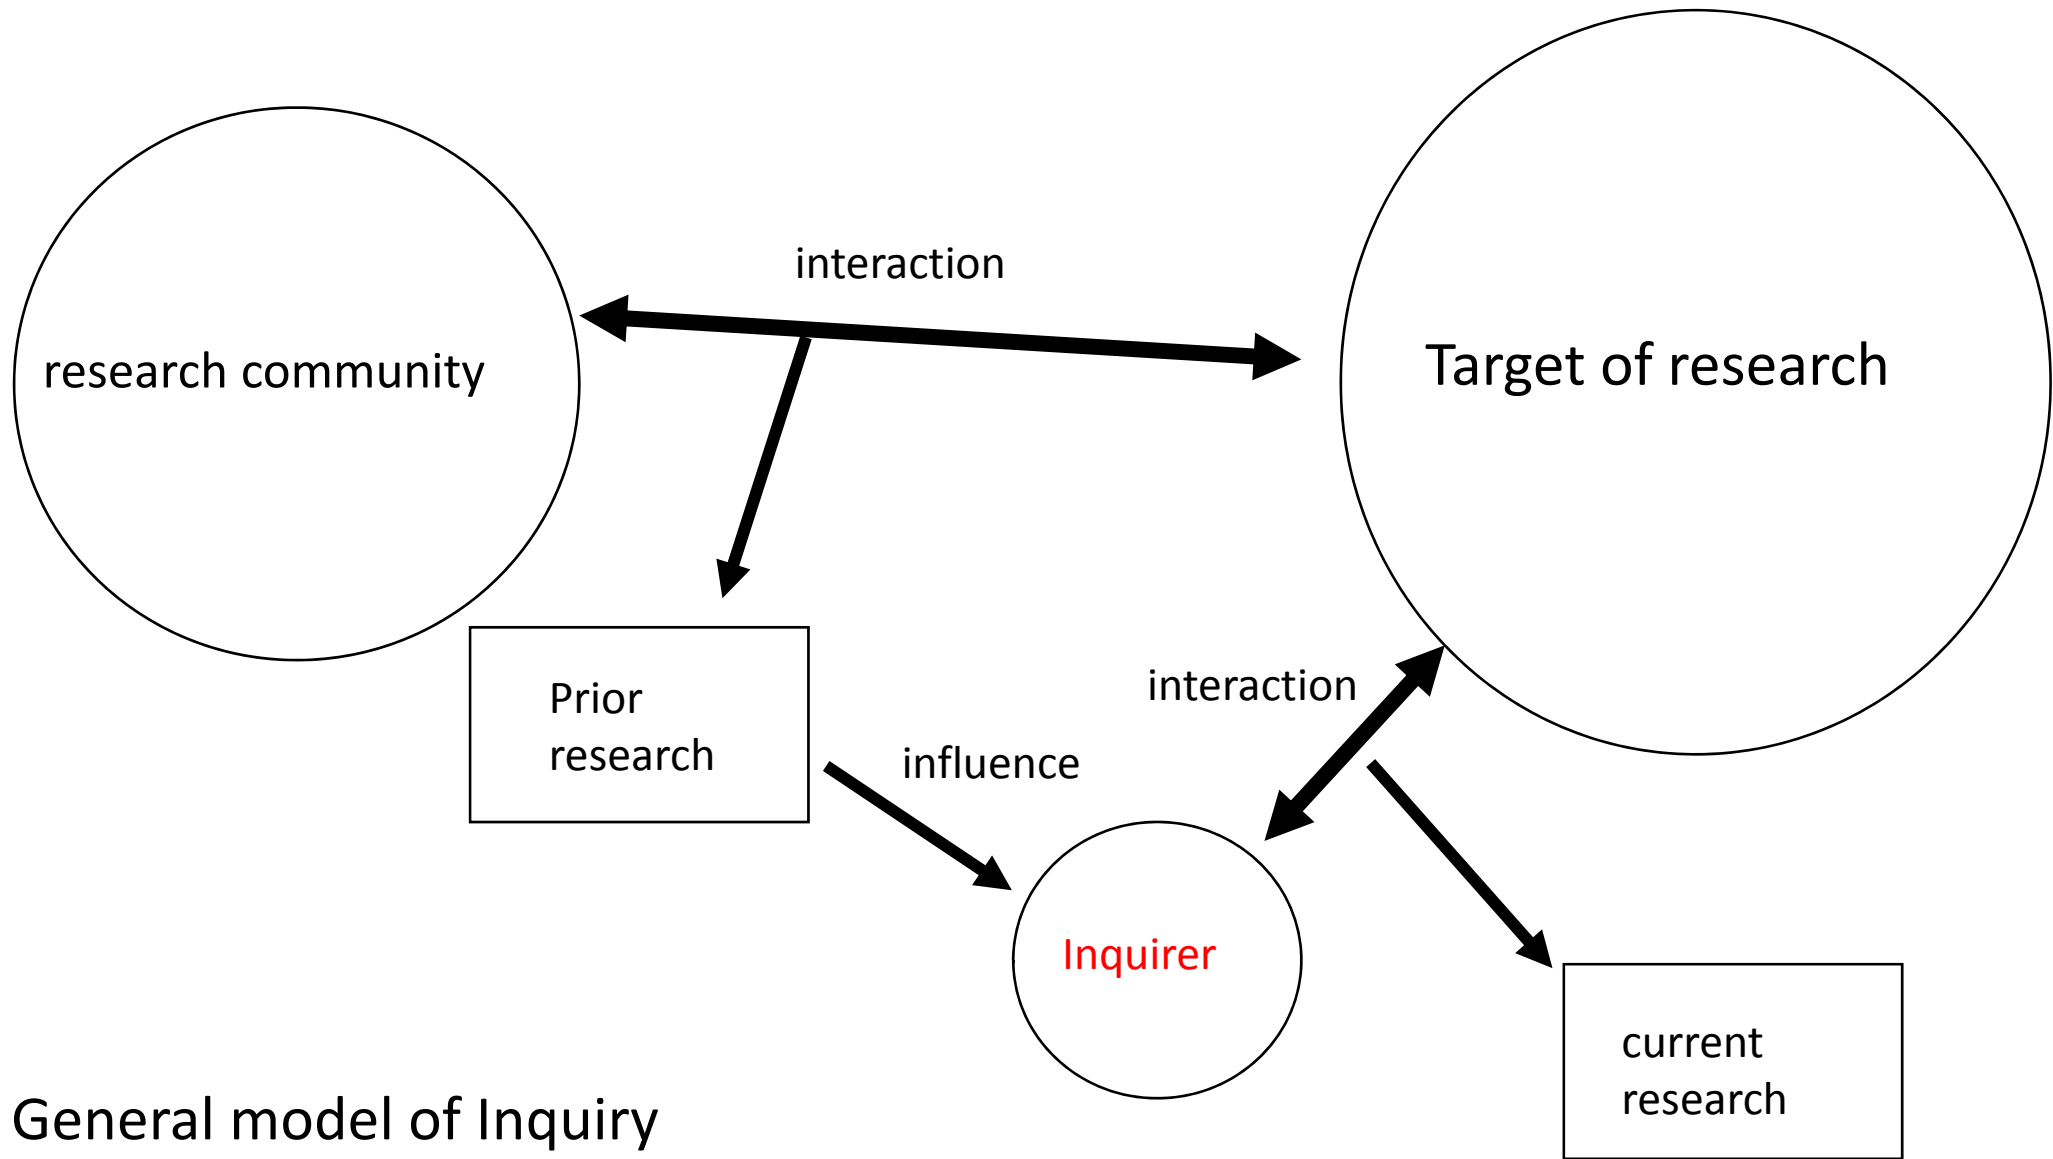 interaction
research community
Target of research
Prior
research
interaction
influence
Inquirer
current
research
General model of Inquiry